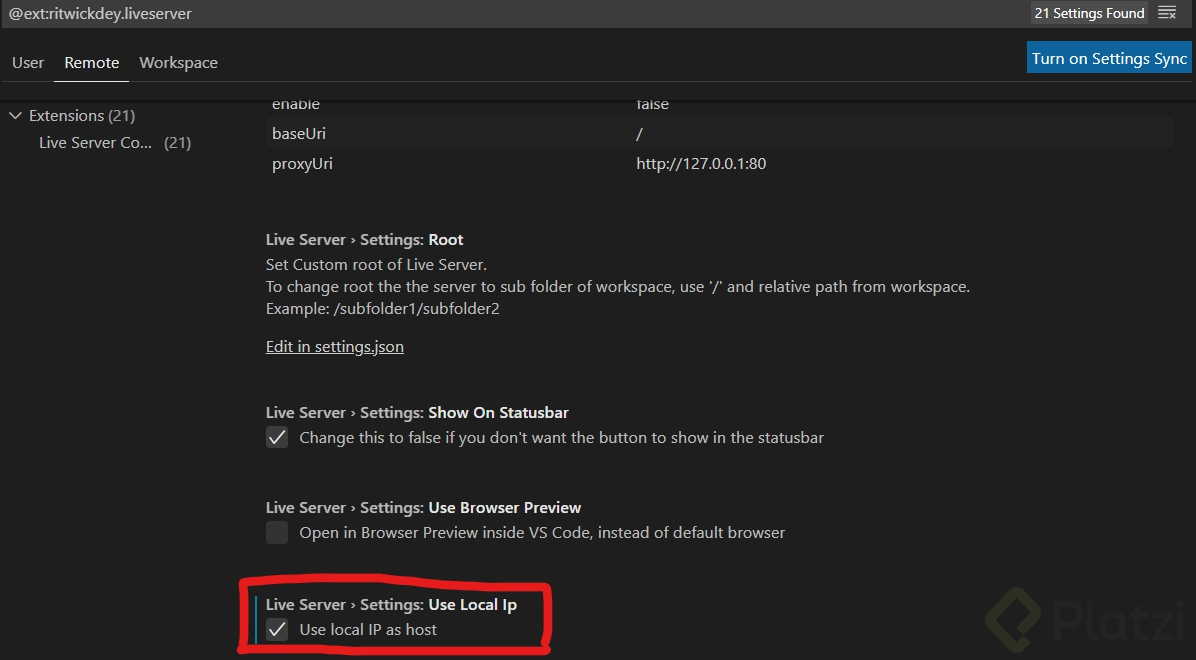 @ext:ritwickdey.liveserver
21 Settings Found
User Remote Workspace
Turn on Settings Sync
Extensions (21)
Live Server Co... (21)
enable false
baseUri /
proxyUri http://127.0.0.1:80
Live Server › Settings: Root
Set Custom root of Live Server.
To change root the the server to sub folder of workspace, use '/' and relative path from workspace.
Example: /subfolder1/subfolder2
Edit in settings.json
Live Server › Settings: Show On Statusbar
Change this to false if you don't want the button to show in the statusbar
Live Server › Settings: Use Browser Preview
Open in Browser Preview inside VS Code, instead of default browser
Live Server › Settings: Use Local Ip
Use local IP as host
Platzi